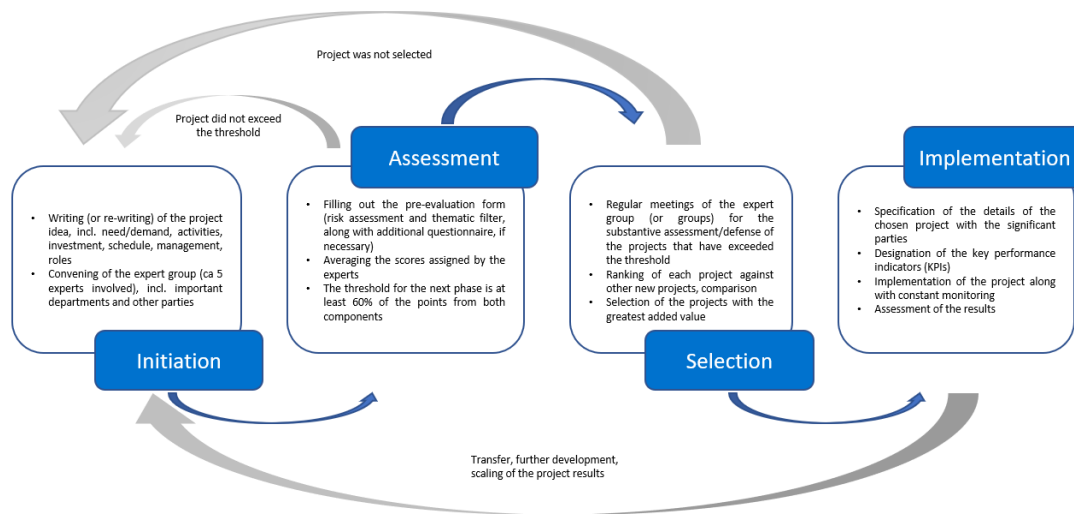 Project was not selected
Project did not exceed
the threshold
Assessment
Implementation
• Writing (or re-writing) of the project
idea, incl. need/demand, activities,
investment, schedule, management,
roles
• Convening of the expert group (ca 5
experts involved), incl. important
departments and other parties
Initiation
• Filling out the pre-evaluation form
(risk assessment and thematic filter,
along with additional questionnaire, if
necessary)
• Averaging the scores assigned by the
experts
• The threshold for the next phase is at
least 60% of the points from both
components
• Regular meetings of the expert
group (or groups) for the
substantive assessment/defense of
the projects that have exceeded
the threshold
• Ranking of each project against
other new projects, comparison
• Selection of the projects with the
greatest added value
Selection
• Specification of the details of the
chosen project with the significant
parties
• Designation of the key performance
indicators (KPIs)
• Implementation of the project along
with constant monitoring
• Assessment of the results
Transfer, further development,
scaling of the project results